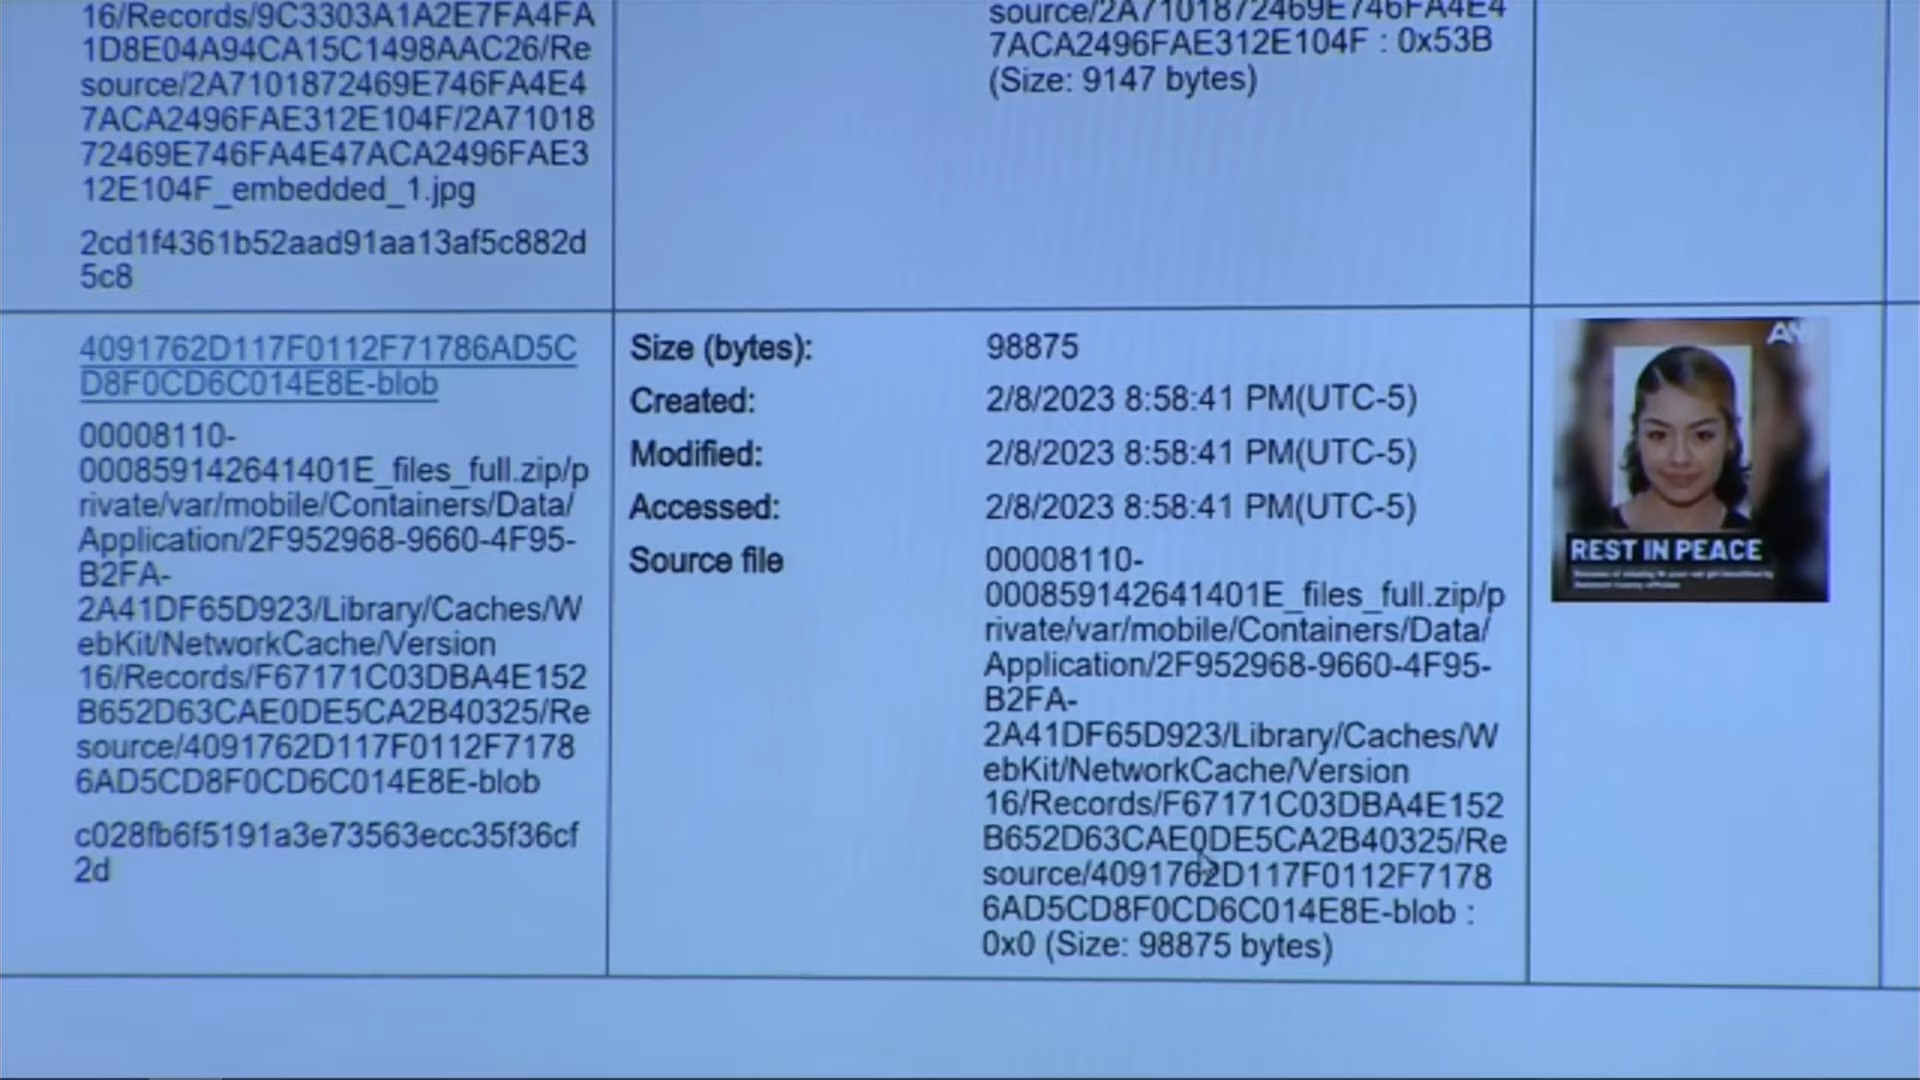 16/Records/9C3303A1A2E7FA4FA
1D8E04A94CA15C1498AAC26/Re
source/2A7101872469E746FA4E4
7ACA2496FAE312E104F/2A71018
72469E746FA4E47ACA2496FAE3
12E104F_embedded_1.jpg
2cd1f4361b52aad91aa13af5c882d
5c8
source/2A7101872469E746FA4E4
7ACA2496FAE312E104F : 0x53B
(Size: 9147 bytes)
4091762D117F0112F71786AD5C
D8F0CD6C014E8E-blob
00008110-
000859142641401E_files_full.zip/p
rivate/var/mobile/Containers/Data/
Application/2F952968-9660-4F95-
B2FA-
2A41DF65D923/Library/Caches/W
ebKit/NetworkCache/Version
16/Records/F67171C03DBA4E152
B652D63CAE0DE5CA2B40325/Re
source/4091762D117F0112F7178
6AD5CD8F0CD6C014E8E-blob
c028fb6f5191a3e73563ecc35f36cf
2d
Size (bytes): 98875
Created: 2/8/2023 8:58:41 PM(UTC-5)
Modified: 2/8/2023 8:58:41 PM(UTC-5)
Accessed: 2/8/2023 8:58:41 PM(UTC-5)
Source file 00008110-
000859142641401E_files_full.zip/p
rivate/var/mobile/Containers/Data/
Application/2F952968-9660-4F95-
B2FA-
2A41DF65D923/Library/Caches/W
ebKit/NetworkCache/Version
16/Records/F67171C03DBA4E152
B652D63CAE0DE5CA2B40325/Re
source/4091762D117F0112F7178
6AD5CD8F0CD6C014E8E-blob :
0x0 (Size: 98875 bytes)
REST IN PEACE